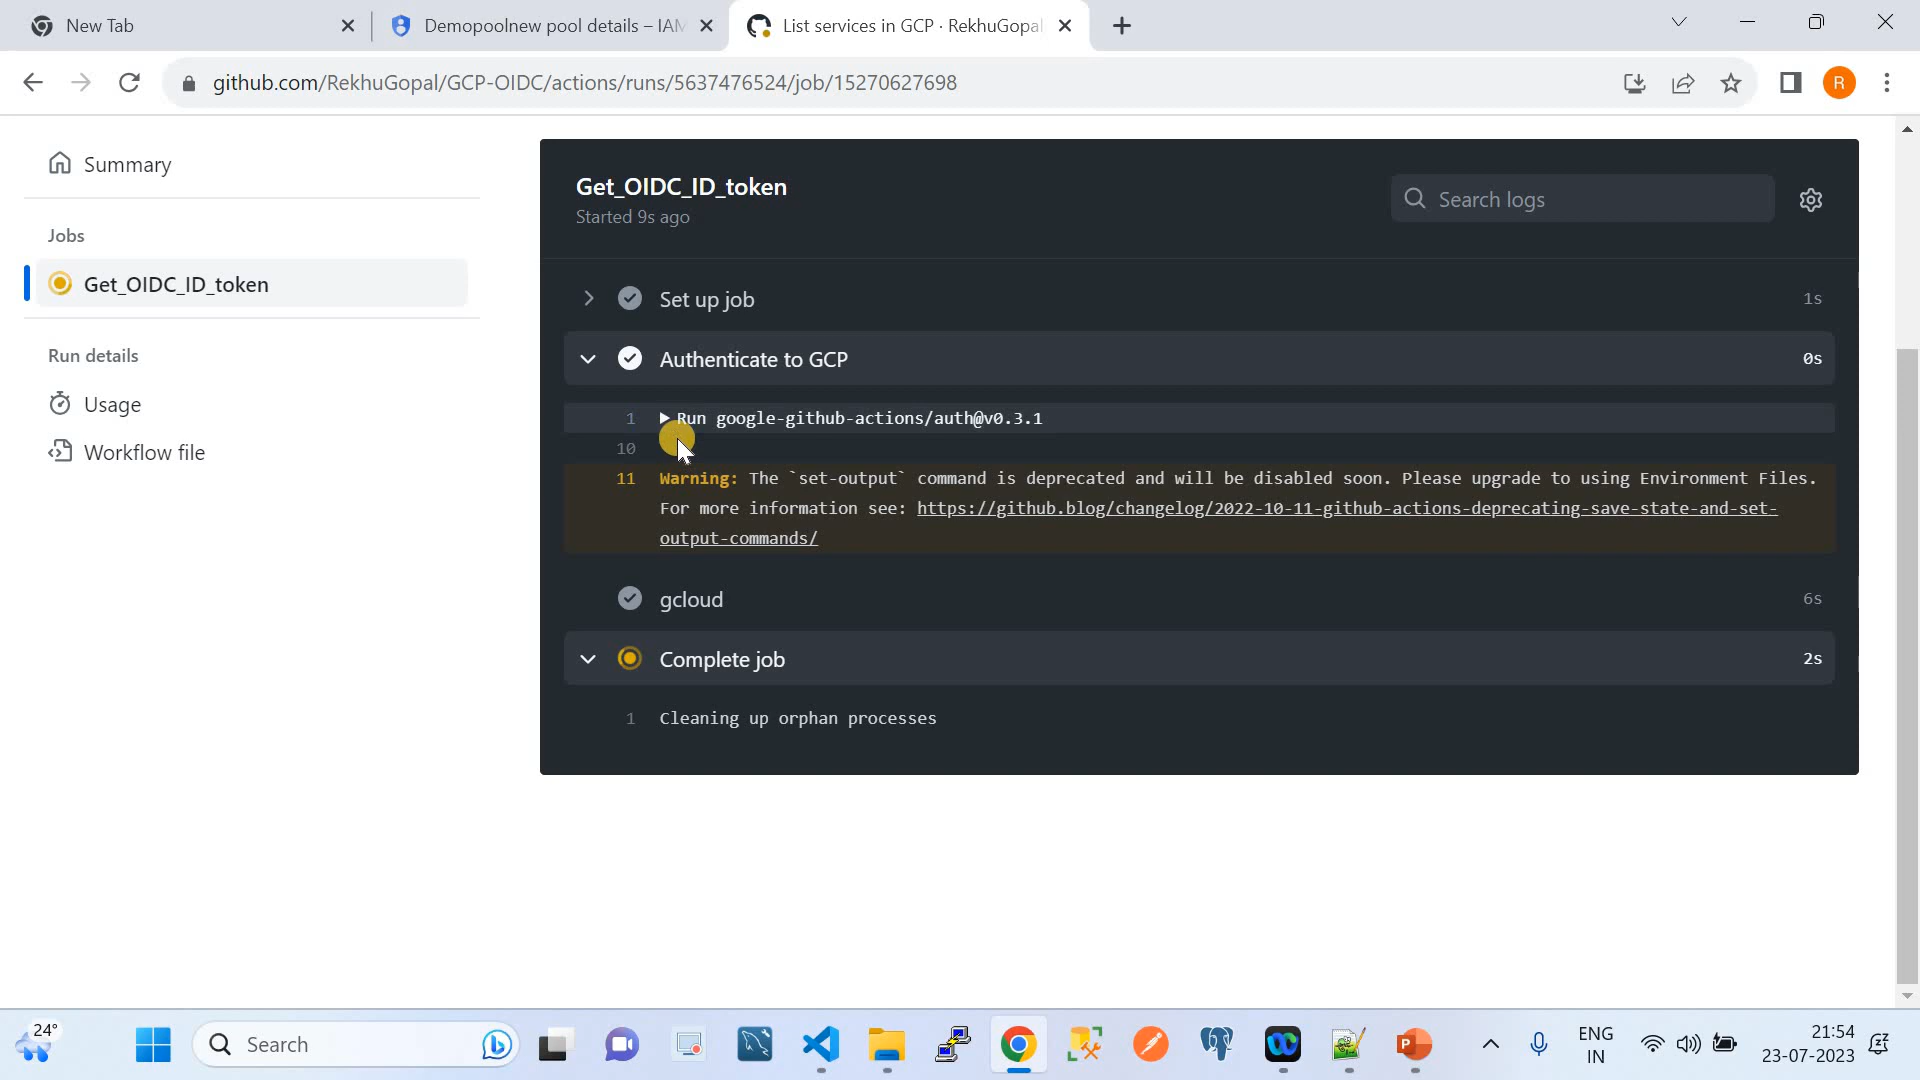 New Tab
Demopoolnew pool details – IAM
List services in GCP · RekhuGopal
github.com/RekhuGopal/GCP-OIDC/actions/runs/5637476524/job/15270627698
R
Summary
Jobs
Get_OIDC_ID_token
Run details
Usage
Workflow file
Get_OIDC_ID_token
Started 9s ago
Search logs
Set up job 1s
Authenticate to GCP 0s
1 Run google-github-actions/auth@v0.3.1
10
11 Warning: The `set-output` command is deprecated and will be disabled soon. Please upgrade to using Environment Files.
For more information see: https://github.blog/changelog/2022-10-11-github-actions-deprecating-save-state-and-set-
output-commands/
gcloud 6s
Complete job 2s
1 Cleaning up orphan processes
24°
Search
ENG
IN
21:54
23-07-2023